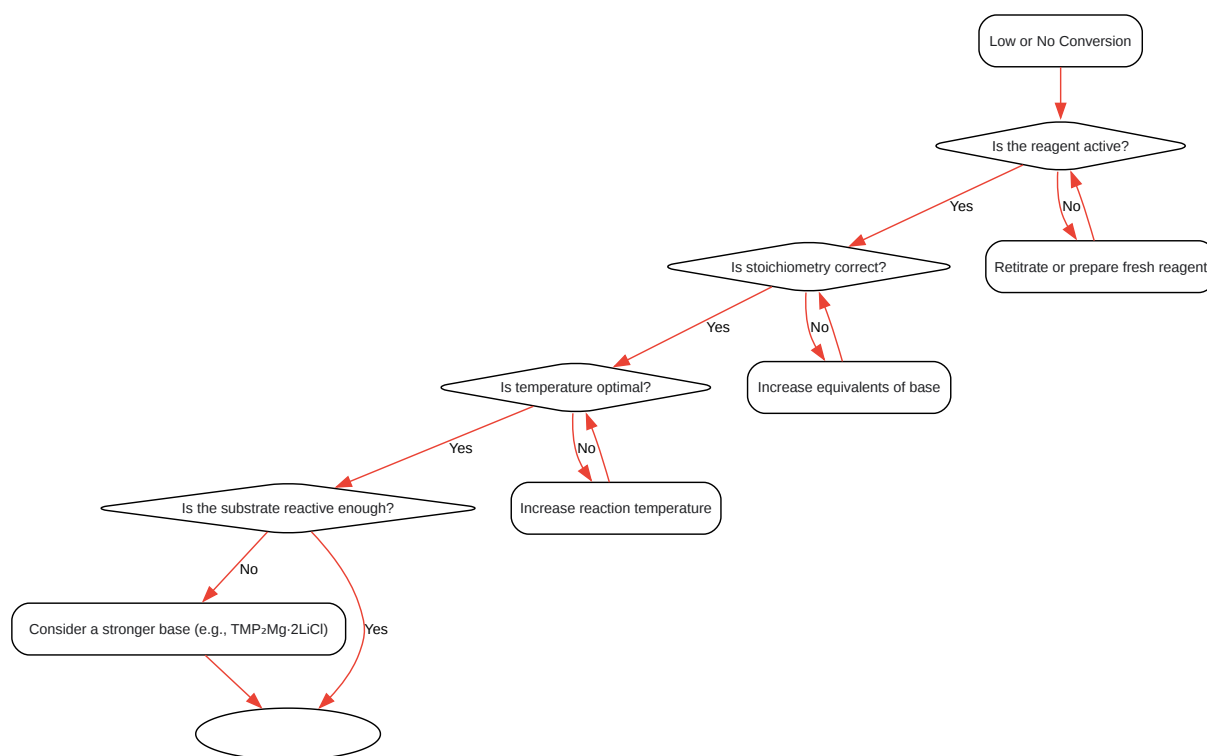 Low or No Conversion
Is the reagent active?
Yes
No
Is stoichiometry correct?
Retitrate or prepare fresh reagent
Yes
No
Is temperature optimal?
Increase equivalents of base
Yes
No
Is the substrate reactive enough?
Increase reaction temperature
No
Consider a stronger base (e.g., TMP₂Mg·2LiCl)
Yes